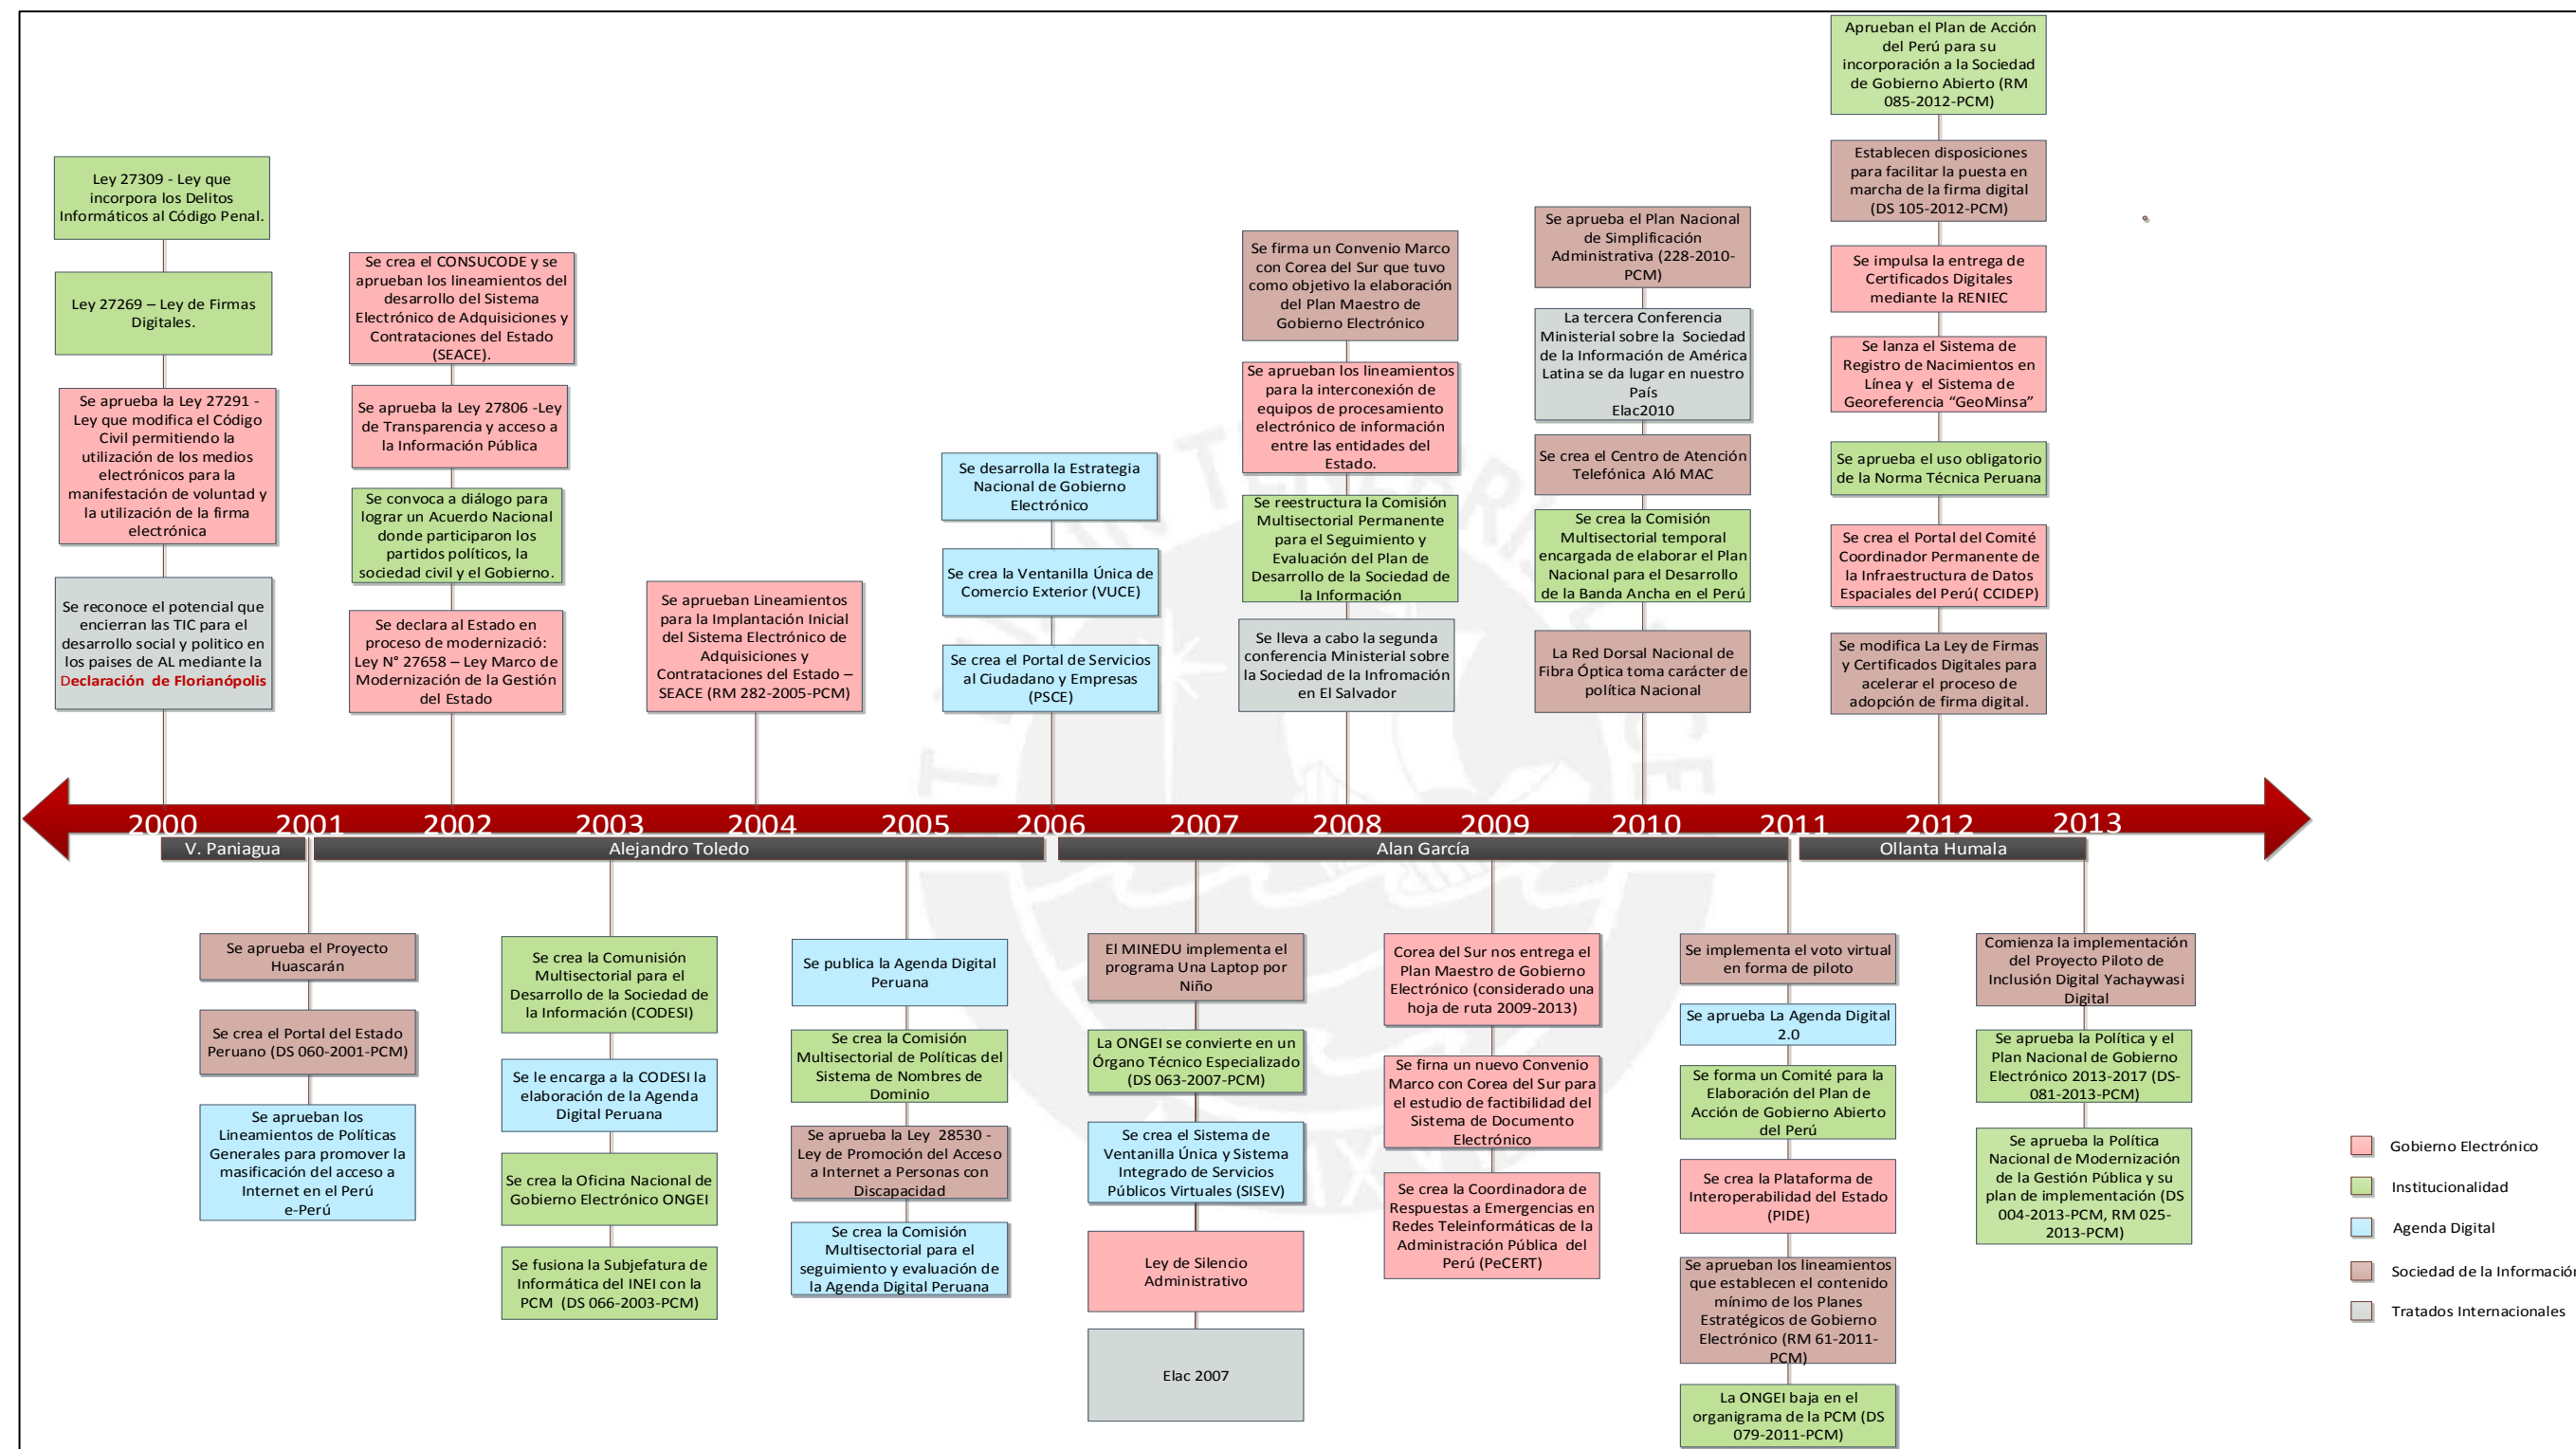 Ley 27309 - Ley que
incorpora los Delitos
Informáticos al Código Penal.
Ley 27269 – Ley de Firmas
Digitales.
Se aprueba la Ley 27291 -
Ley que modifica el Código
Civil permitiendo la
utilización de los medios
electrónicos para la
manifestación de voluntad y
la utilización de la firma
electrónica
Se reconoce el potencial que
encierran las TIC para el
desarrollo social y politico en
los paises de AL mediante la
Declaración de Florianópolis
Se crea el CONSUCODE y se
aprueban los lineamientos del
desarrollo del Sistema
Electrónico de Adquisiciones y
Contrataciones del Estado
(SEACE).
Se aprueba la Ley 27806 -Ley
de Transparencia y acceso a
la Información Pública
Se convoca a diálogo para
lograr un Acuerdo Nacional
donde participaron los
partidos políticos, la
sociedad civil y el Gobierno.
Se declara al Estado en
proceso de modernizació:
Ley N° 27658 – Ley Marco de
Modernización de la Gestión
del Estado
Se aprueban Lineamientos
para la Implantación Inicial
del Sistema Electrónico de
Adquisiciones y
Contrataciones del Estado –
SEACE (RM 282-2005-PCM)
Se desarrolla la Estrategia
Nacional de Gobierno
Electrónico
Se crea la Ventanilla Única de
Comercio Exterior (VUCE)
Se crea el Portal de Servicios
al Ciudadano y Empresas
(PSCE)
Se firma un Convenio Marco
con Corea del Sur que tuvo
como objetivo la elaboración
del Plan Maestro de
Gobierno Electrónico
Se aprueban los lineamientos
para la interconexión de
equipos de procesamiento
electrónico de información
entre las entidades del
Estado.
Se reestructura la Comisión
Multisectorial Permanente
para el Seguimiento y
Evaluación del Plan de
Desarrollo de la Sociedad de
la Información
Se lleva a cabo la segunda
conferencia Ministerial sobre
la Sociedad de la Infromación
en El Salvador
Se aprueba el Plan Nacional
de Simplificación
Administrativa (228-2010-
PCM)
La tercera Conferencia
Ministerial sobre la Sociedad
de la Información de América
Latina se da lugar en nuestro
País
Elac2010
Se crea el Centro de Atención
Telefónica Aló MAC
Se crea la Comisión
Multisectorial temporal
encargada de elaborar el Plan
Nacional para el Desarrollo
de la Banda Ancha en el Perú
La Red Dorsal Nacional de
Fibra Óptica toma carácter de
política Nacional
Aprueban el Plan de Acción
del Perú para su
incorporación a la Sociedad
de Gobierno Abierto (RM
085-2012-PCM)
Establecen disposiciones
para facilitar la puesta en
marcha de la firma digital
(DS 105-2012-PCM)
Se impulsa la entrega de
Certificados Digitales
mediante la RENIEC
Se lanza el Sistema de
Registro de Nacimientos en
Línea y el Sistema de
Georeferencia “GeoMinsa”
Se aprueba el uso obligatorio
de la Norma Técnica Peruana
Se crea el Portal del Comité
Coordinador Permanente de
la Infraestructura de Datos
Espaciales del Perú( CCIDEP)
Se modifica La Ley de Firmas
y Certificados Digitales para
acelerar el proceso de
adopción de firma digital.
2000 2001 2002 2003 2004 2005 2006 2007 2008 2009 2010 2011 2012 2013
V. Paniagua Alejandro Toledo Alan García Ollanta Humala
Se aprueba el Proyecto
Huascarán
Se crea el Portal del Estado
Peruano (DS 060-2001-PCM)
Se aprueban los
Lineamientos de Políticas
Generales para promover la
masificación del acceso a
Internet en el Perú
e-Perú
Se crea la Comunisión
Multisectorial para el
Desarrollo de la Sociedad de
la Información (CODESI)
Se le encarga a la CODESI la
elaboración de la Agenda
Digital Peruana
Se crea la Oficina Nacional de
Gobierno Electrónico ONGEI
Se fusiona la Subjefatura de
Informática del INEI con la
PCM (DS 066-2003-PCM)
Se publica la Agenda Digital
Peruana
Se crea la Comisión
Multisectorial de Políticas del
Sistema de Nombres de
Dominio
Se aprueba la Ley 28530 -
Ley de Promoción del Acceso
a Internet a Personas con
Discapacidad
Se crea la Comisión
Multisectorial para el
seguimiento y evaluación de
la Agenda Digital Peruana
El MINEDU implementa el
programa Una Laptop por
Niño
La ONGEI se convierte en un
Órgano Técnico Especializado
(DS 063-2007-PCM)
Se crea el Sistema de
Ventanilla Única y Sistema
Integrado de Servicios
Públicos Virtuales (SISEV)
Ley de Silencio
Administrativo
Elac 2007
Corea del Sur nos entrega el
Plan Maestro de Gobierno
Electrónico (considerado una
hoja de ruta 2009-2013)
Se firna un nuevo Convenio
Marco con Corea del Sur para
el estudio de factibilidad del
Sistema de Documento
Electrónico
Se crea la Coordinadora de
Respuestas a Emergencias en
Redes Teleinformáticas de la
Administración Pública del
Perú (PeCERT)
Se implementa el voto virtual
en forma de piloto
Se aprueba La Agenda Digital
2.0
Se forma un Comité para la
Elaboración del Plan de
Acción de Gobierno Abierto
del Perú
Se crea la Plataforma de
Interoperabilidad del Estado
(PIDE)
Se aprueban los lineamientos
que establecen el contenido
mínimo de los Planes
Estratégicos de Gobierno
Electrónico (RM 61-2011-
PCM)
La ONGEI baja en el
organigrama de la PCM (DS
079-2011-PCM)
Comienza la implementación
del Proyecto Piloto de
Inclusión Digital Yachaywasi
Digital
Se aprueba la Política y el
Plan Nacional de Gobierno
Electrónico 2013-2017 (DS-
081-2013-PCM)
Se aprueba la Política
Nacional de Modernización
de la Gestión Pública y su
plan de implementación (DS
004-2013-PCM, RM 025-
2013-PCM)
Gobierno Electrónico
Institucionalidad
Agenda Digital
Sociedad de la Información
Tratados Internacionales